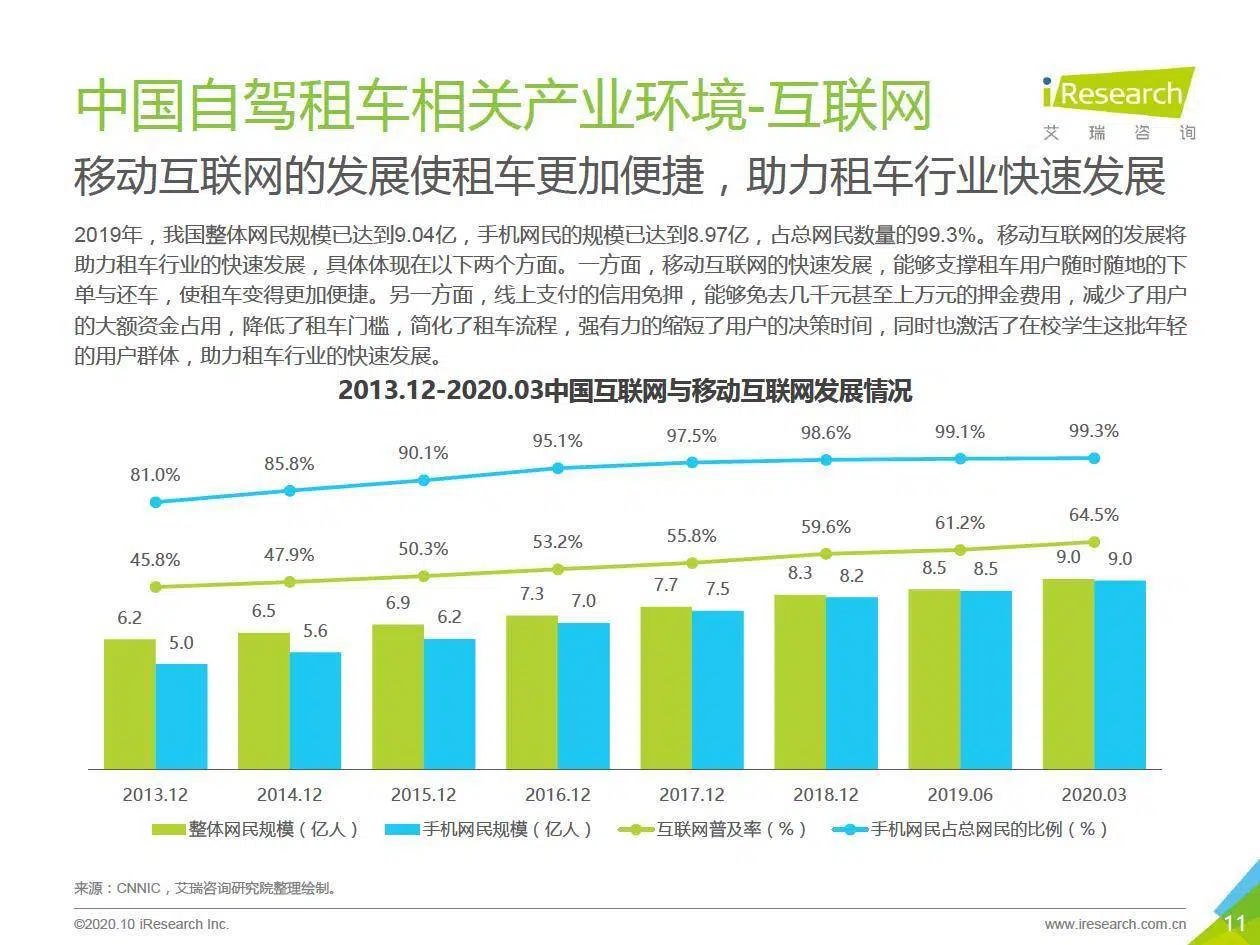 中国自驾租车相关产业环境-互联网
iResearch
艾瑞咨询
移动互联网的发展使租车更加便捷，助力租车行业快速发展
2019年，我国整体网民规模已达到9.04亿，手机网民的规模已达到8.97亿，占总网民数量的99.3%。移动互联网的发展将
助力租车行业的快速发展，具体体现在以下两个方面。一方面，移动互联网的快速发展，能够支撑租车用户随时随地的下
单与还车，使租车变得更加便捷。另一方面，线上支付的信用免押，能够免去几千元甚至上万元的押金费用，减少了用户
的大额资金占用，降低了租车门槛，简化了租车流程，强有力的缩短了用户的决策时间，同时也激活了在校学生这批年轻
的用户群体，助力租车行业的快速发展。
2013.12-2020.03中国互联网与移动互联网发展情况
81.0% 85.8% 90.1% 95.1% 97.5% 98.6% 99.1% 99.3%
45.8% 47.9% 50.3% 53.2% 55.8% 59.6% 61.2% 64.5%
6.2 5.0 6.5 5.6 6.9 6.2 7.3 7.0 7.7 7.5 8.3 8.2 8.5 8.5 9.0 9.0
2013.12 2014.12 2015.12 2016.12 2017.12 2018.12 2019.06 2020.03
整体网民规模（亿人） 手机网民规模（亿人） 互联网普及率（%） 手机网民占总网民的比例（%）
来源：CNNIC，艾瑞咨询研究院整理绘制。
©2020.10 iResearch Inc. www.iresearch.com.cn 11